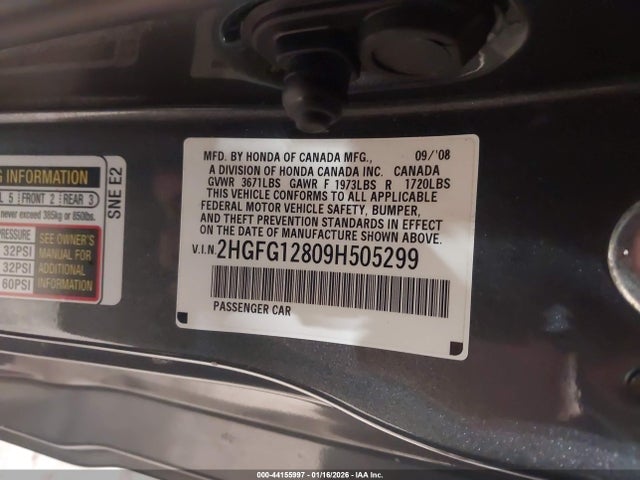 MFD. BY HONDA OF CANADA MFG., 09/'08
A DIVISION OF HONDA CANADA INC. CANADA
GVWR 3671LBS GAWR F 1973LBS R 1720LBS
THIS VEHICLE CONFORMS TO ALL APPLICABLE
FEDERAL MOTOR VEHICLE SAFETY, BUMPER,
AND THEFT PREVENTION STANDARDS IN EFFECT
ON THE DATE OF MANUFACTURE SHOWN ABOVE.
V.I.N. 2HGFG12809H505299
PASSENGER CAR
INFORMATION
5 FRONT 2 REAR 3
never exceed 385kg or 850lbs.
PRESSURE
32PSI
32PSI
60PSI
SEE OWNER'S
MANUAL FOR
ADDITIONAL
INFORMATION
SNE E2
000-44155997 - 01/16/2026 - IAA Inc.